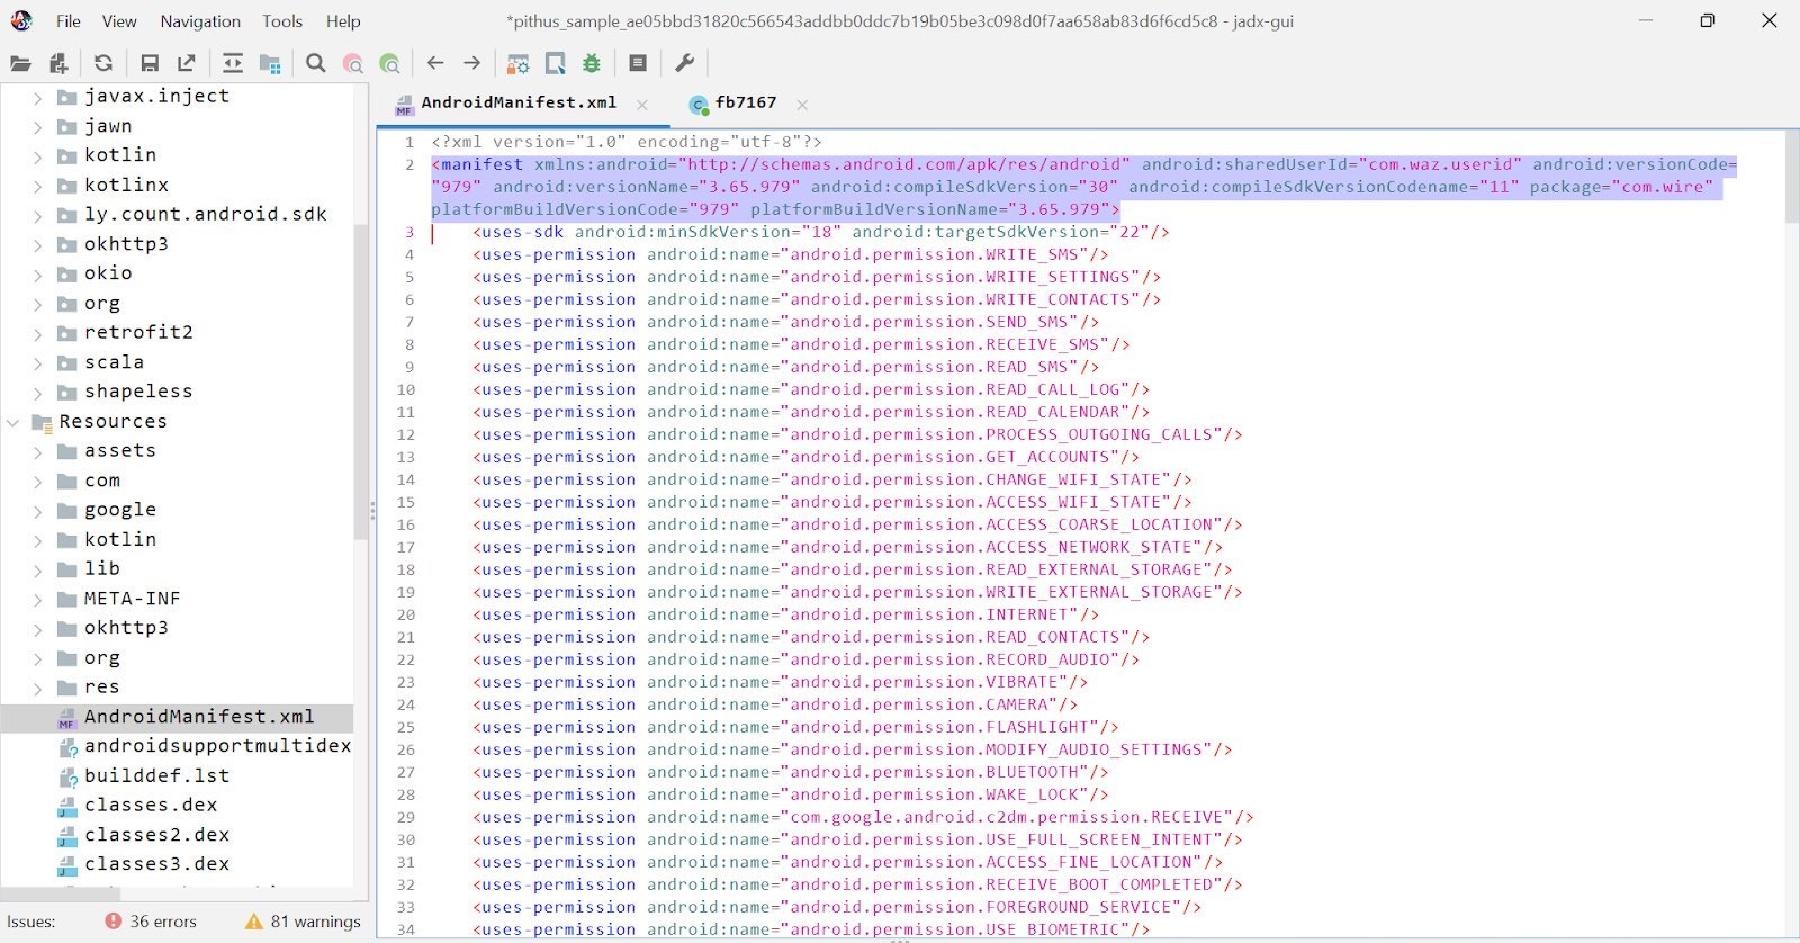 File View Navigation Tools Help
*pithus_sample_ae05bbd31820c566543addbb0ddc7b19b05be3c098d0f7aa658ab83d6f6cd5c8 - jadx-gui
javax.inject
jawn
kotlin
kotlinx
ly.count.android.sdk
okhttp3
okio
org
retrofit2
scala
shapeless
Resources
assets
com
google
kotlin
lib
META-INF
okhttp3
org
res
AndroidManifest.xml
androidsupportmultidex
builddef.lst
classes.dex
classes2.dex
classes3.dex
Issues: 36 errors 81 warnings
AndroidManifest.xml fb7167
1 <?xml version="1.0" encoding="utf-8"?>
2 <manifest xmlns:android="http://schemas.android.com/apk/res/android" android:sharedUserId="com.waz.userid" android:versionCode=
"979" android:versionName="3.65.979" android:compileSdkVersion="30" android:compileSdkVersionCodename="11" package="com.wire"
platformBuildVersionCode="979" platformBuildVersionName="3.65.979">
3 <uses-sdk android:minSdkVersion="18" android:targetSdkVersion="22"/>
4 <uses-permission android:name="android.permission.WRITE_SMS"/>
5 <uses-permission android:name="android.permission.WRITE_SETTINGS"/>
6 <uses-permission android:name="android.permission.WRITE_CONTACTS"/>
7 <uses-permission android:name="android.permission.SEND_SMS"/>
8 <uses-permission android:name="android.permission.RECEIVE_SMS"/>
9 <uses-permission android:name="android.permission.READ_SMS"/>
10 <uses-permission android:name="android.permission.READ_CALL_LOG"/>
11 <uses-permission android:name="android.permission.READ_CALENDAR"/>
12 <uses-permission android:name="android.permission.PROCESS_OUTGOING_CALLS"/>
13 <uses-permission android:name="android.permission.GET_ACCOUNTS"/>
14 <uses-permission android:name="android.permission.CHANGE_WIFI_STATE"/>
15 <uses-permission android:name="android.permission.ACCESS_WIFI_STATE"/>
16 <uses-permission android:name="android.permission.ACCESS_COARSE_LOCATION"/>
17 <uses-permission android:name="android.permission.ACCESS_NETWORK_STATE"/>
18 <uses-permission android:name="android.permission.READ_EXTERNAL_STORAGE"/>
19 <uses-permission android:name="android.permission.WRITE_EXTERNAL_STORAGE"/>
20 <uses-permission android:name="android.permission.INTERNET"/>
21 <uses-permission android:name="android.permission.READ_CONTACTS"/>
22 <uses-permission android:name="android.permission.RECORD_AUDIO"/>
23 <uses-permission android:name="android.permission.VIBRATE"/>
24 <uses-permission android:name="android.permission.CAMERA"/>
25 <uses-permission android:name="android.permission.FLASHLIGHT"/>
26 <uses-permission android:name="android.permission.MODIFY_AUDIO_SETTINGS"/>
27 <uses-permission android:name="android.permission.BLUETOOTH"/>
28 <uses-permission android:name="android.permission.WAKE_LOCK"/>
29 <uses-permission android:name="com.google.android.c2dm.permission.RECEIVE"/>
30 <uses-permission android:name="android.permission.USE_FULL_SCREEN_INTENT"/>
31 <uses-permission android:name="android.permission.ACCESS_FINE_LOCATION"/>
32 <uses-permission android:name="android.permission.RECEIVE_BOOT_COMPLETED"/>
33 <uses-permission android:name="android.permission.FOREGROUND_SERVICE"/>
34 <uses-permission android:name="android.permission.USE_BIOMETRIC"/>